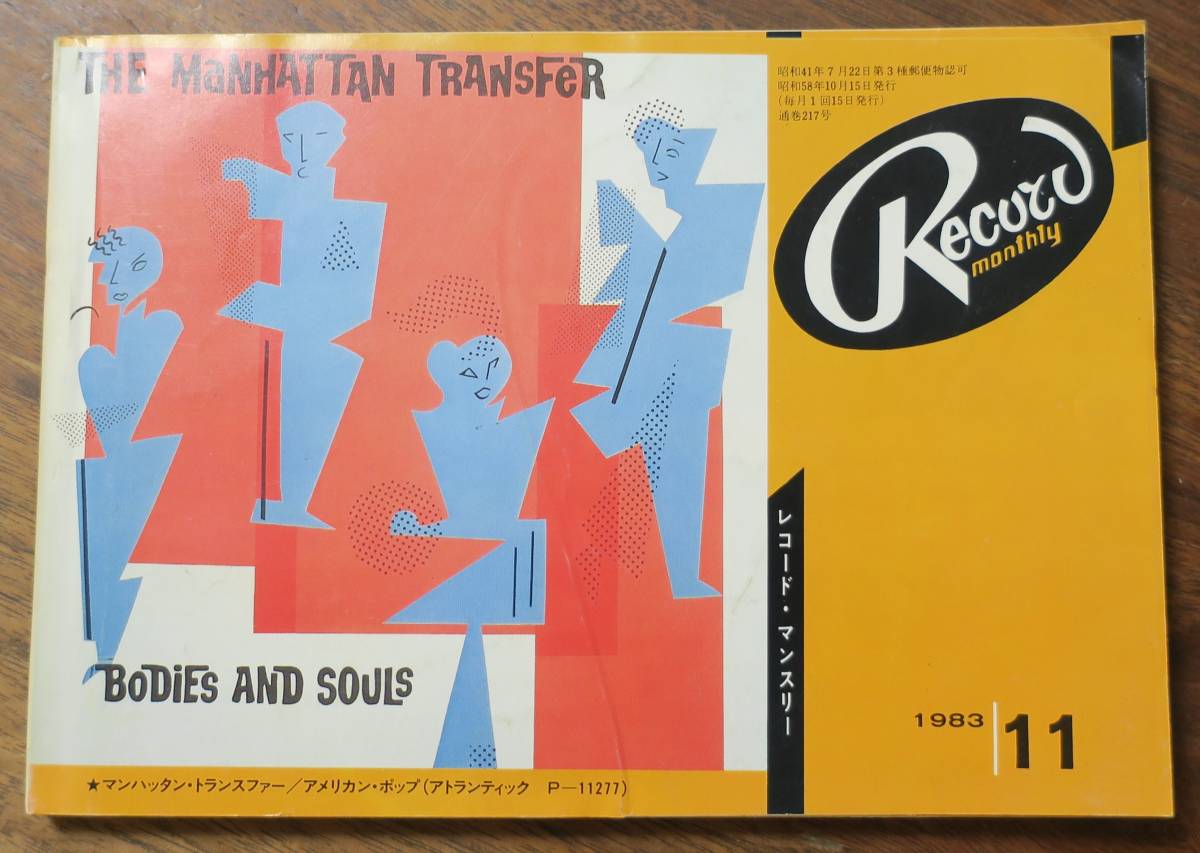 THE MaNHATTAN TRANSFeR
昭和41年7月22日第3種郵便物認可
昭和58年10月15日発行
(毎月1回15日発行)
通巻217号
Record
monthly
レコード・マンスリー
BoDiES AND SOULS
1983 11
★マンハッタン・トランスファー/アメリカン・ポップ(アトランティック P-11277)